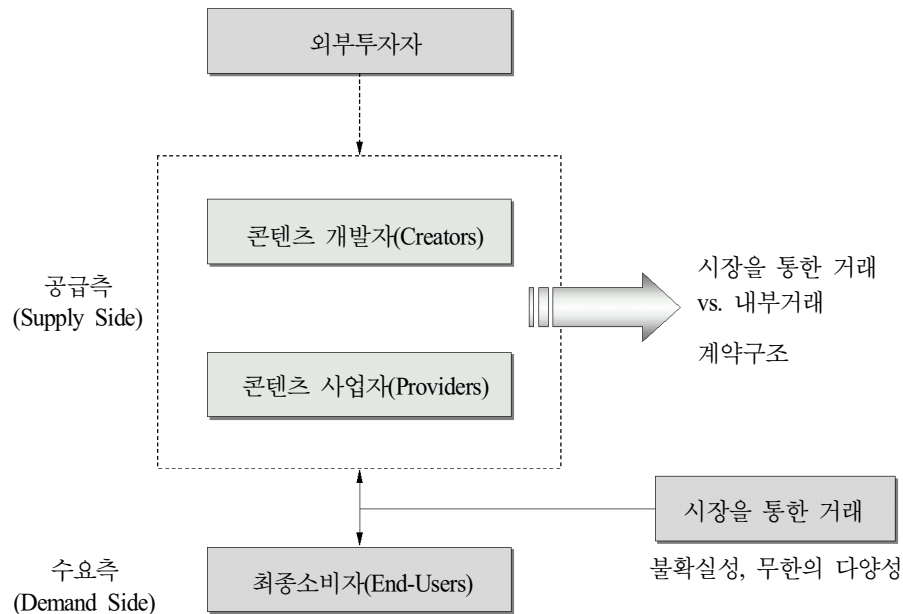 외부투자자
콘텐츠 개발자(Creators)
공급측
(Supply Side)
시장을 통한 거래
vs. 내부거래
계약구조
콘텐츠 사업자(Providers)
시장을 통한 거래
불확실성, 무한의 다양성
수요측
(Demand Side)
최종소비자(End-Users)